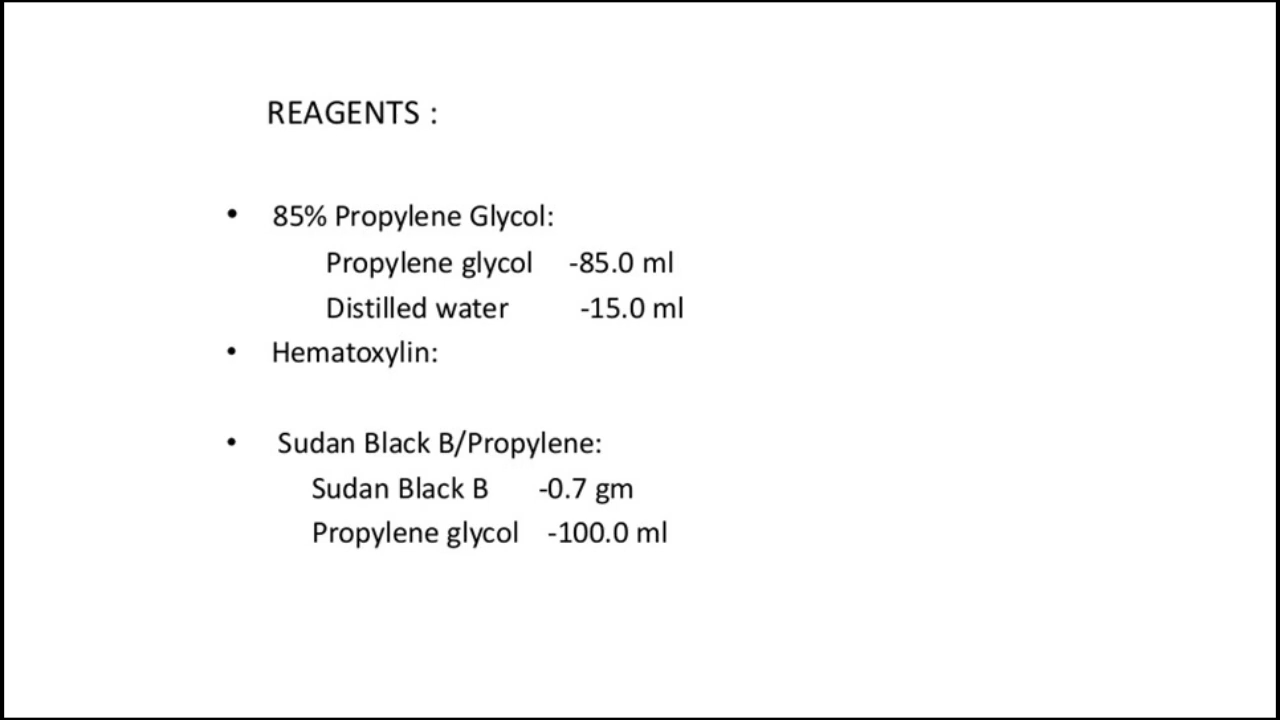 REAGENTS :
• 85% Propylene Glycol:
Propylene glycol -85.0 ml
Distilled water -15.0 ml
• Hematoxylin:
• Sudan Black B/Propylene:
Sudan Black B -0.7 gm
Propylene glycol -100.0 ml